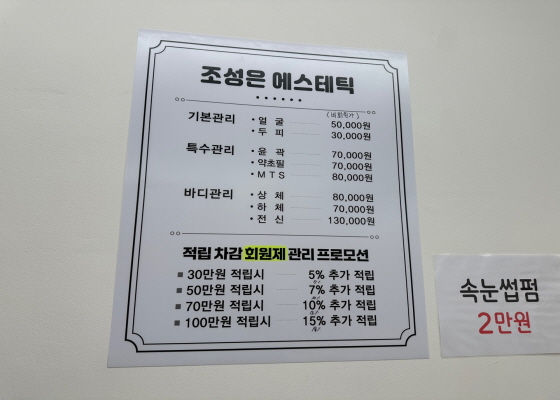 조성은 에스테틱
(비회원가)
기본관리 • 얼 굴 50,000원
• 두 피 30,000원
특수관리 • 윤 곽 70,000원
• 약초필 70,000원
• M T S 80,000원
바디관리 • 상 체 80,000원
• 하 체 70,000원
• 전 신 130,000원
적립 차감 회원제 관리 프로모션
■ 30만원 적립시 5% 추가 적립
■ 50만원 적립시 7% 추가 적립
■ 70만원 적립시 10% 추가 적립
■ 100만원 적립시 15% 추가 적립
속눈썹펌
2만원